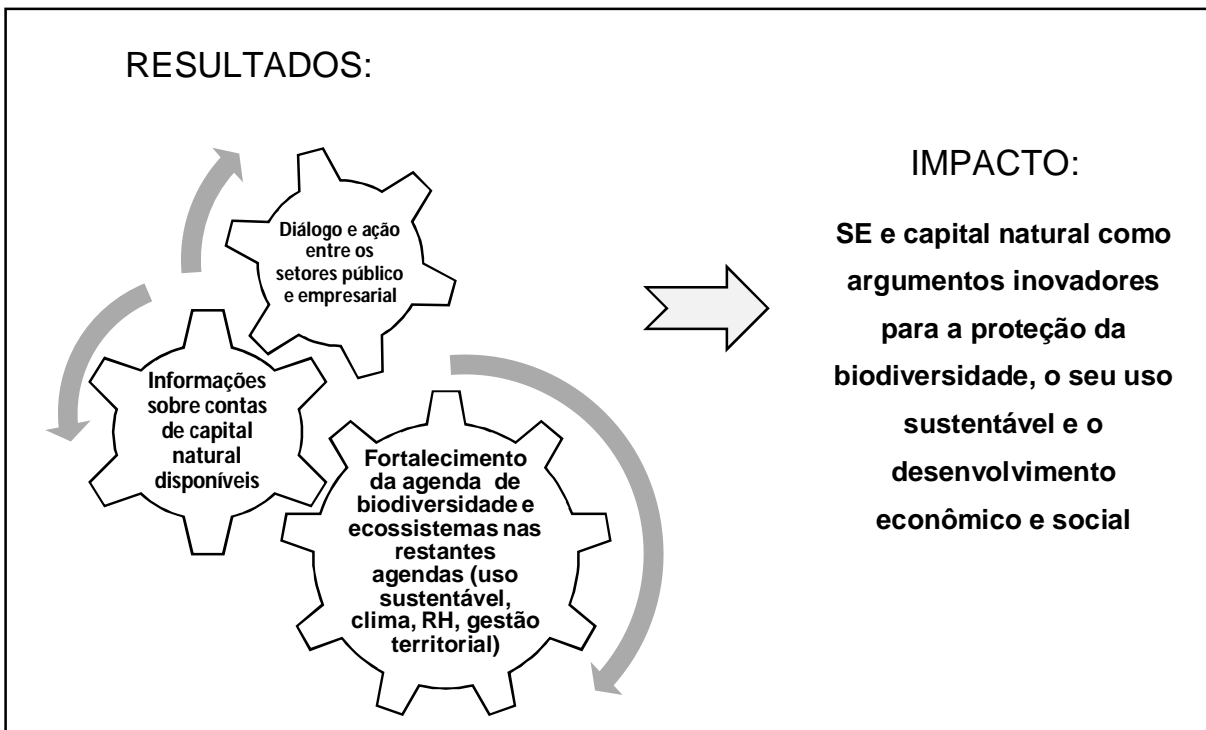 RESULTADOS:
Diálogo e ação
entre os
setores público
e empresarial
Informações
sobre contas
de capital
natural
disponíveis
Fortalecimento
da agenda de
biodiversidade e
ecossistemas nas
restantes
agendas (uso
sustentável,
clima, RH, gestão
territorial)
IMPACTO:
SE e capital natural como
argumentos inovadores
para a proteção da
biodiversidade, o seu uso
sustentável e o
desenvolvimento
econômico e social